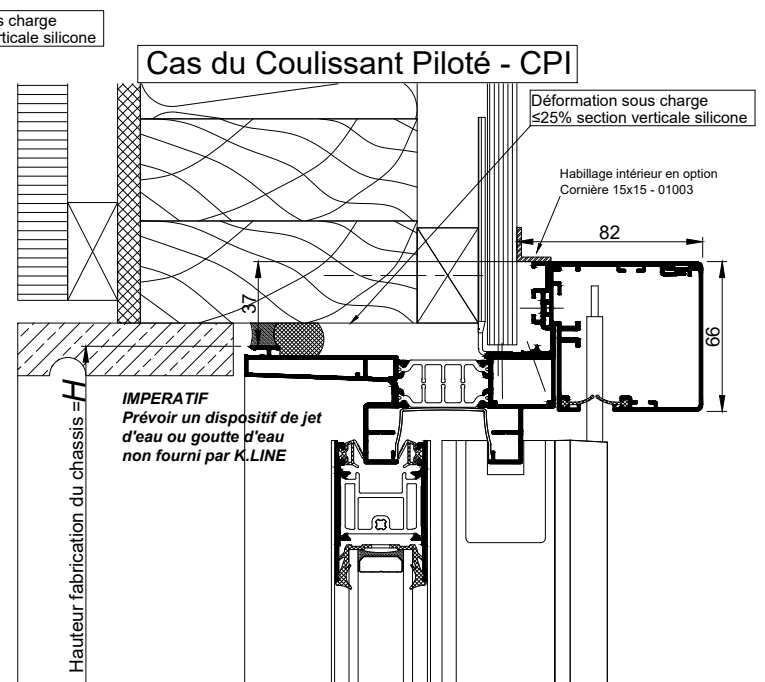 s charge
rticale silicone
Cas du Coulissant Piloté - CPI
Déformation sous charge
≤25% section verticale silicone
Habillage intérieur en option
Cornière 15x15 - 01003
82
37
66
IMPERATIF
Prévoir un dispositif de jet
d'eau ou goutte d'eau
non fourni par K.LINE
Hauteur fabrication du chassis =H